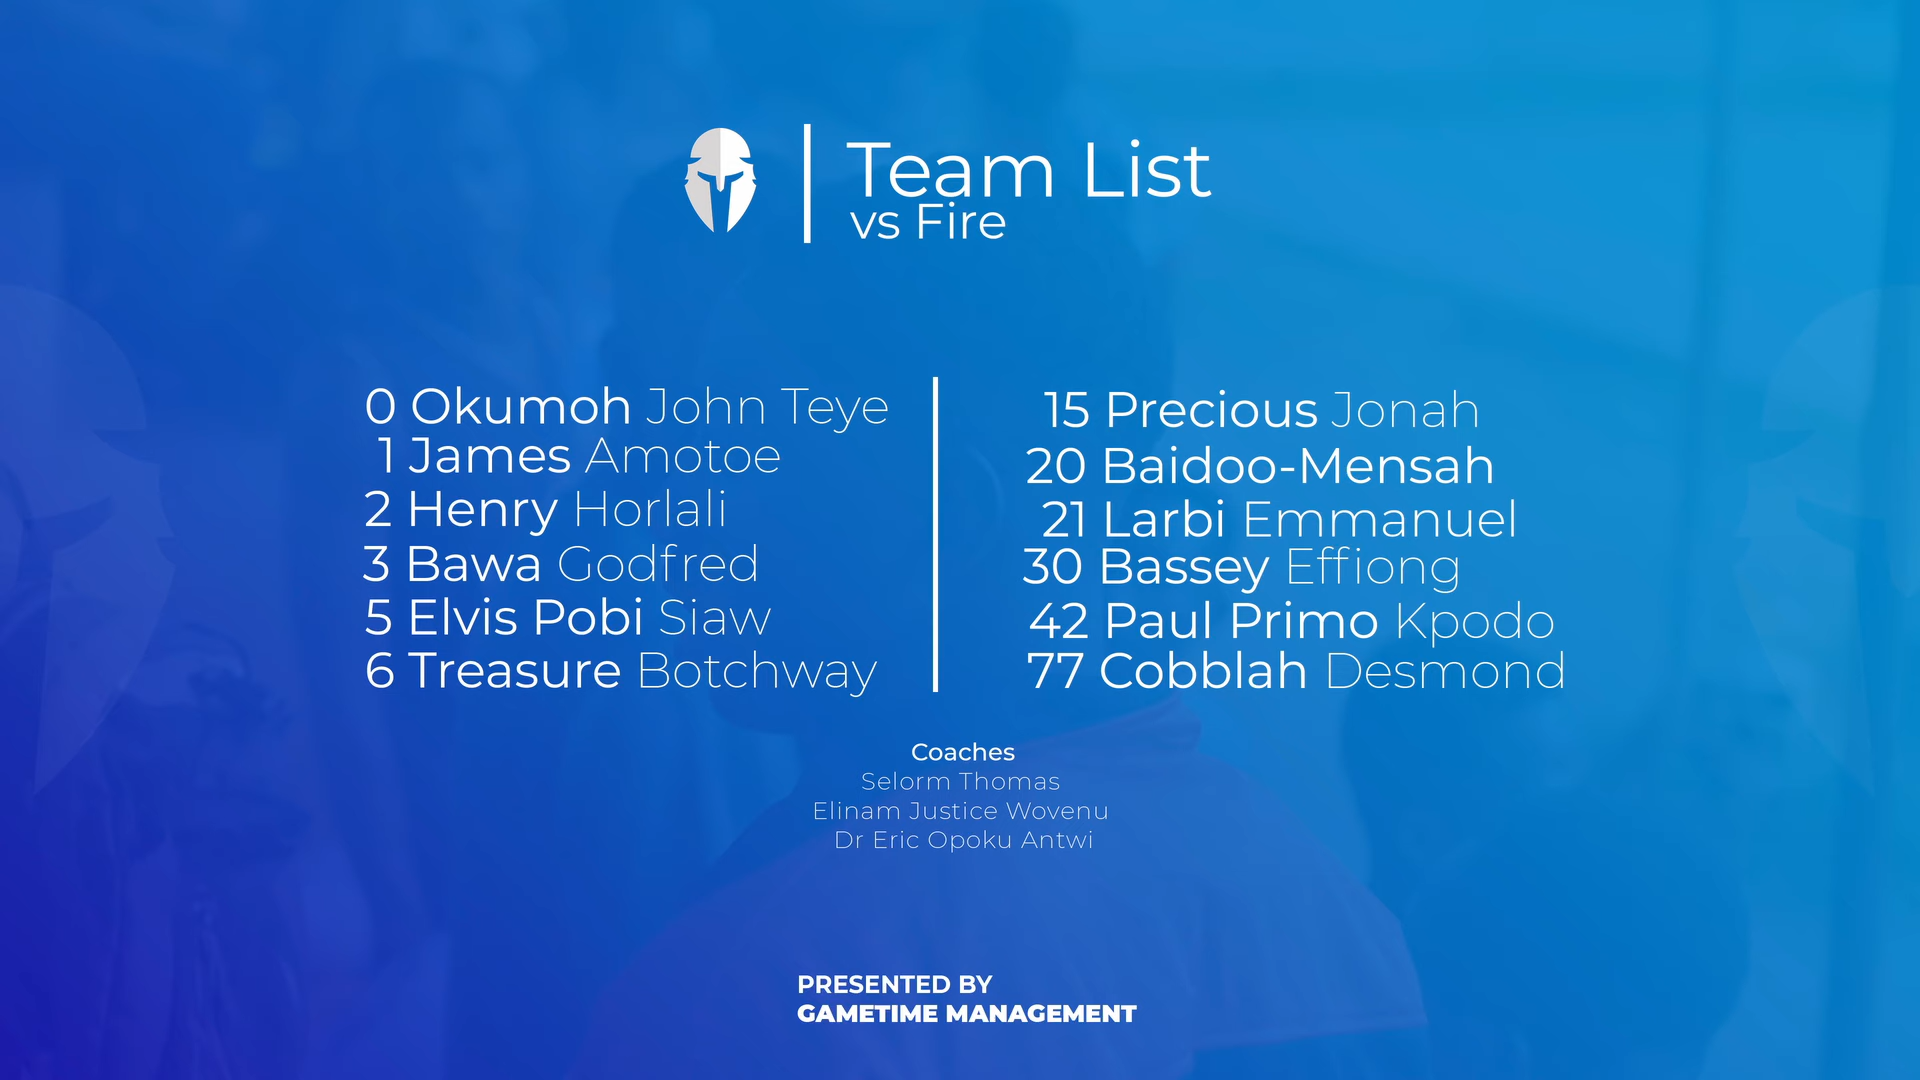 Team List
vs Fire
0 Okumoh John Teye
1 James Amotoe
2 Henry Horlali
3 Bawa Godfred
5 Elvis Pobi Siaw
6 Treasure Botchway
15 Precious Jonah
20 Baidoo-Mensah
21 Larbi Emmanuel
30 Bassey Effiong
42 Paul Primo Kpodo
77 Cobblah Desmond
Coaches
Selorm Thomas
Elinam Justice Wovenu
Dr Eric Opoku Antwi
PRESENTED BY
GAMETIME MANAGEMENT